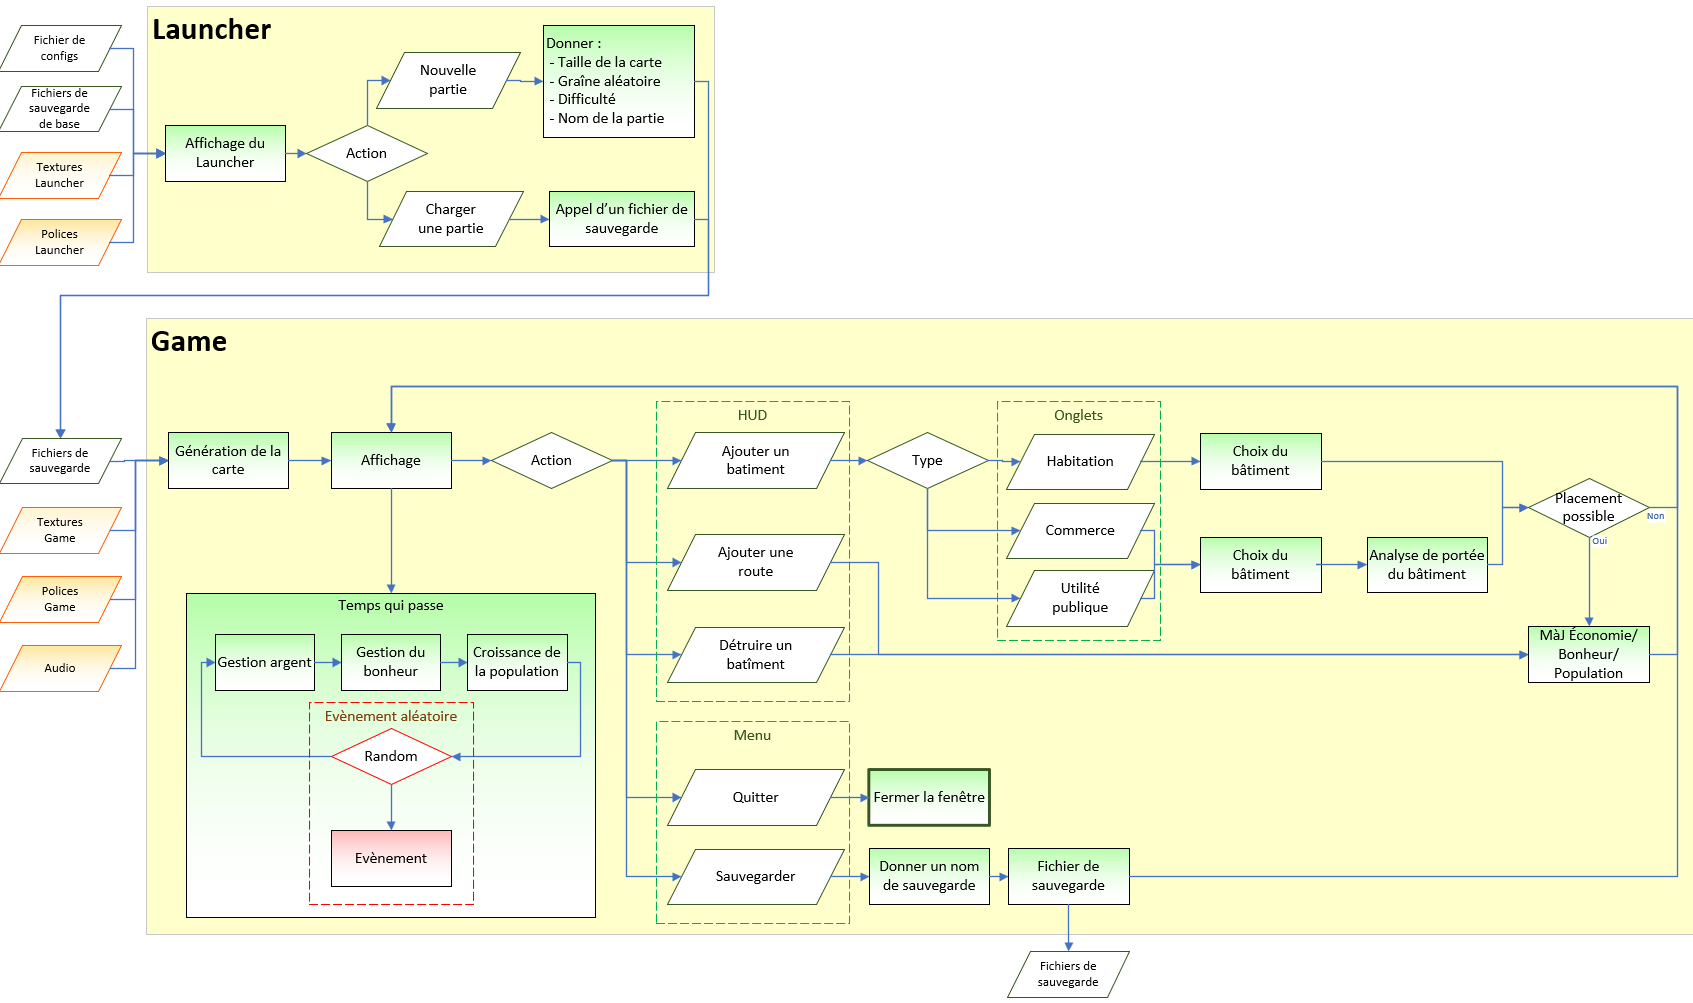 Launcher
Fichier de
configs
Fichiers de
sauvegarde
de base
Textures
Launcher
Polices
Launcher
Affichage du
Launcher
Action
Nouvelle
partie
Donner :
- Taille de la carte
- Graîne aléatoire
- Difficulté
- Nom de la partie
Charger
une partie
Appel d’un fichier de
sauvegarde
Game
Fichiers de
sauvegarde
Textures
Game
Polices
Game
Audio
Génération de la
carte
Affichage
Action
HUD
Ajouter un
batiment
Ajouter une
route
Détruire un
batîment
Type
Onglets
Habitation
Commerce
Utilité
publique
Choix du
bâtiment
Choix du
bâtiment
Analyse de portée
du bâtiment
Placement
possible
Non
Oui
MàJ Économie/
Bonheur/
Population
Temps qui passe
Gestion argent
Gestion du
bonheur
Croissance de
la population
Evènement aléatoire
Random
Evènement
Menu
Quitter
Fermer la fenêtre
Sauvegarder
Donner un nom
de sauvegarde
Fichier de
sauvegarde
Fichiers de
sauvegarde